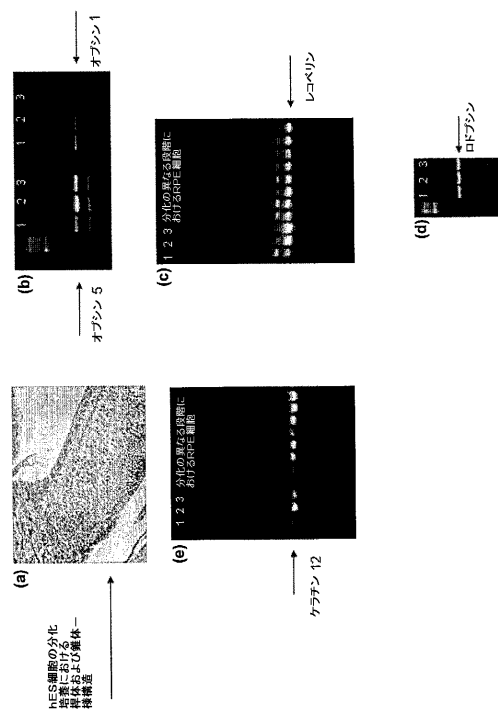 hES細胞の分化
培養における
桿体および錐体ー
様構造
(a)
(b)
1 2 3 1 2 3
オプシン 5
オプシン 1
(e)
1 2 3 分化の異なる段階に
おけるRPE細胞
ケラチン 12
(c)
1 2 3 分化の異なる段階に
おけるRPE細胞
レコベリン
(d)
1 2 3
ロドプシン